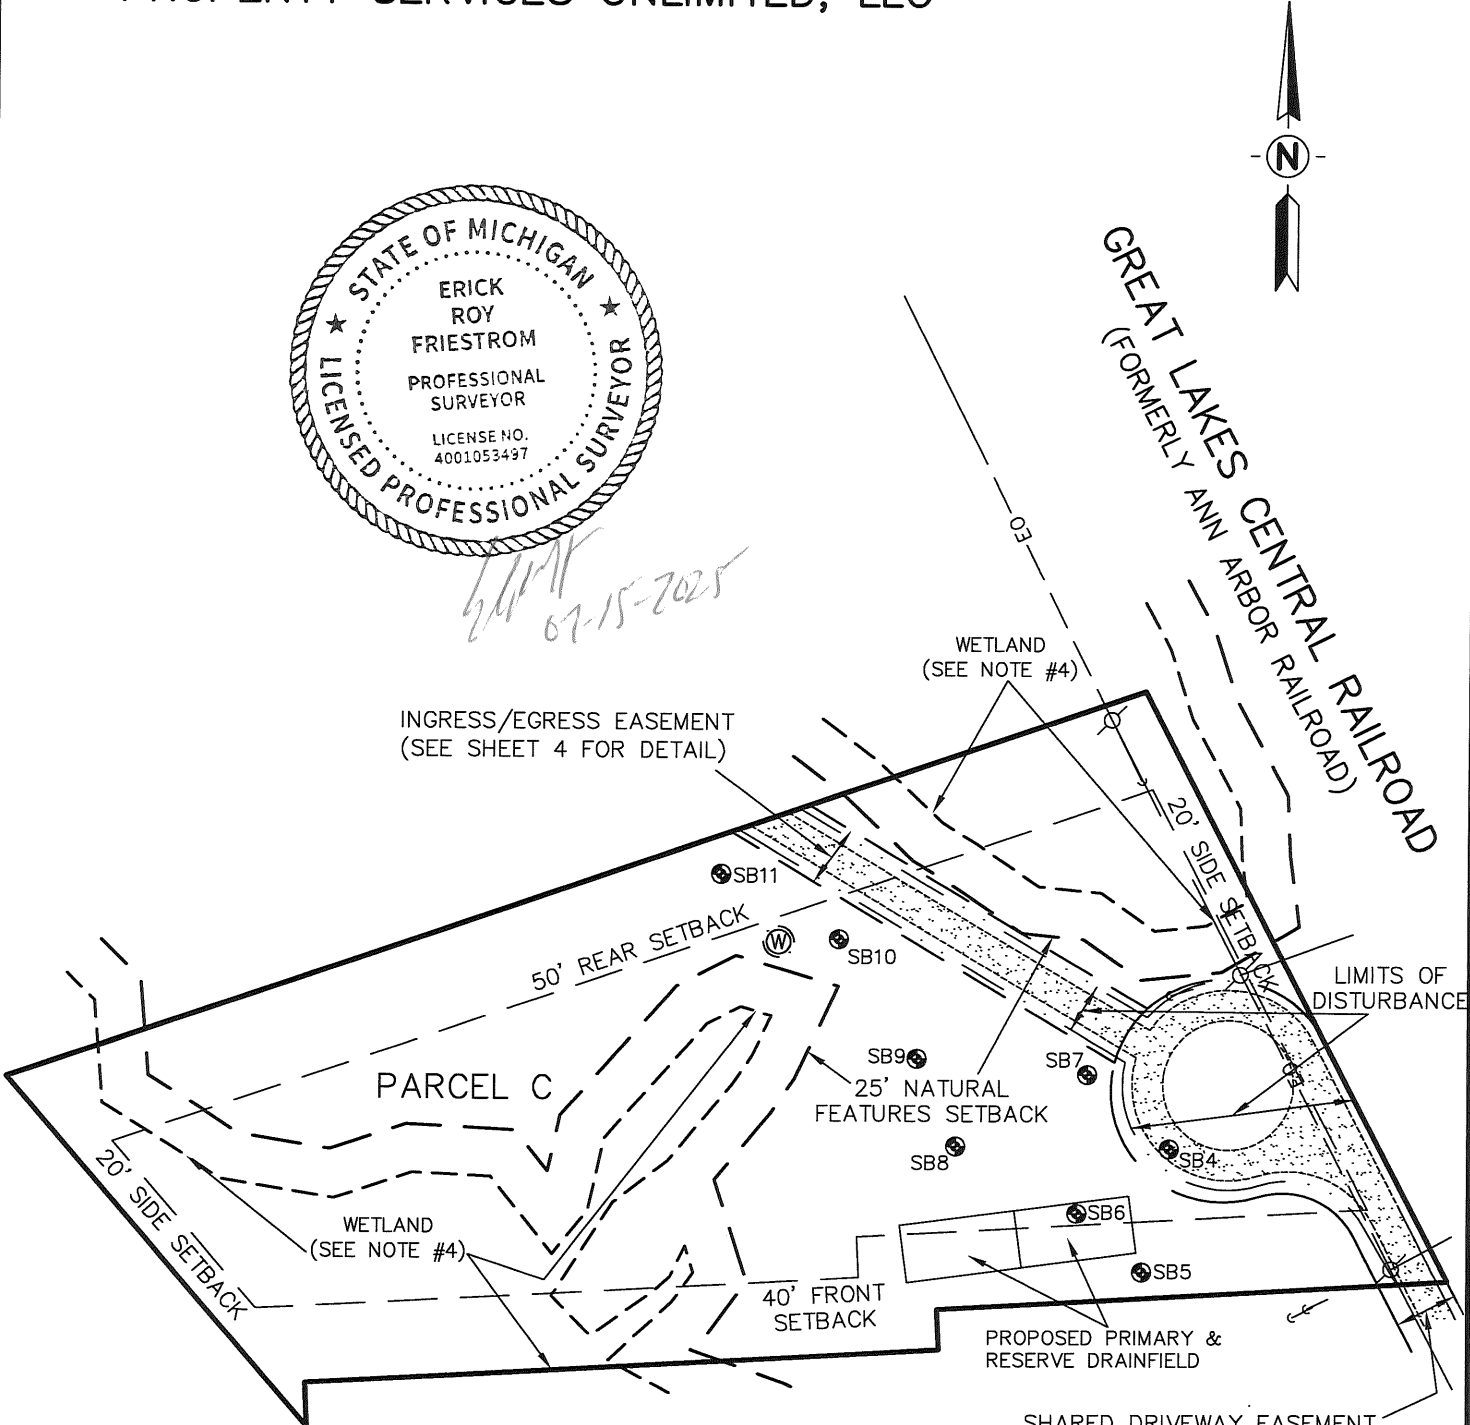 PROPERTY SERVICES UNLIMITED, LLC
N
STATE OF MICHIGAN
ERICK
ROY
FRIESTROM
PROFESSIONAL
SURVEYOR
LICENSE NO.
4001053497
LICENSED PROFESSIONAL SURVEYOR
07-15-2025
GREAT LAKES CENTRAL RAILROAD
(FORMERLY ANN ARBOR RAILROAD)
WETLAND
(SEE NOTE #4)
INGRESS/EGRESS EASEMENT
(SEE SHEET 4 FOR DETAIL)
20' SIDE SETBACK
SB11
50' REAR SETBACK
W
SB10
LIMITS OF
DISTURBANCE
SB9
SB7
PARCEL C
25' NATURAL
FEATURES SETBACK
SB8
SB4
20' SIDE SETBACK
WETLAND
(SEE NOTE #4)
SB6
SB5
40' FRONT
SETBACK
PROPOSED PRIMARY &
RESERVE DRAINFIELD
SHARED DRIVEWAY EASEMENT